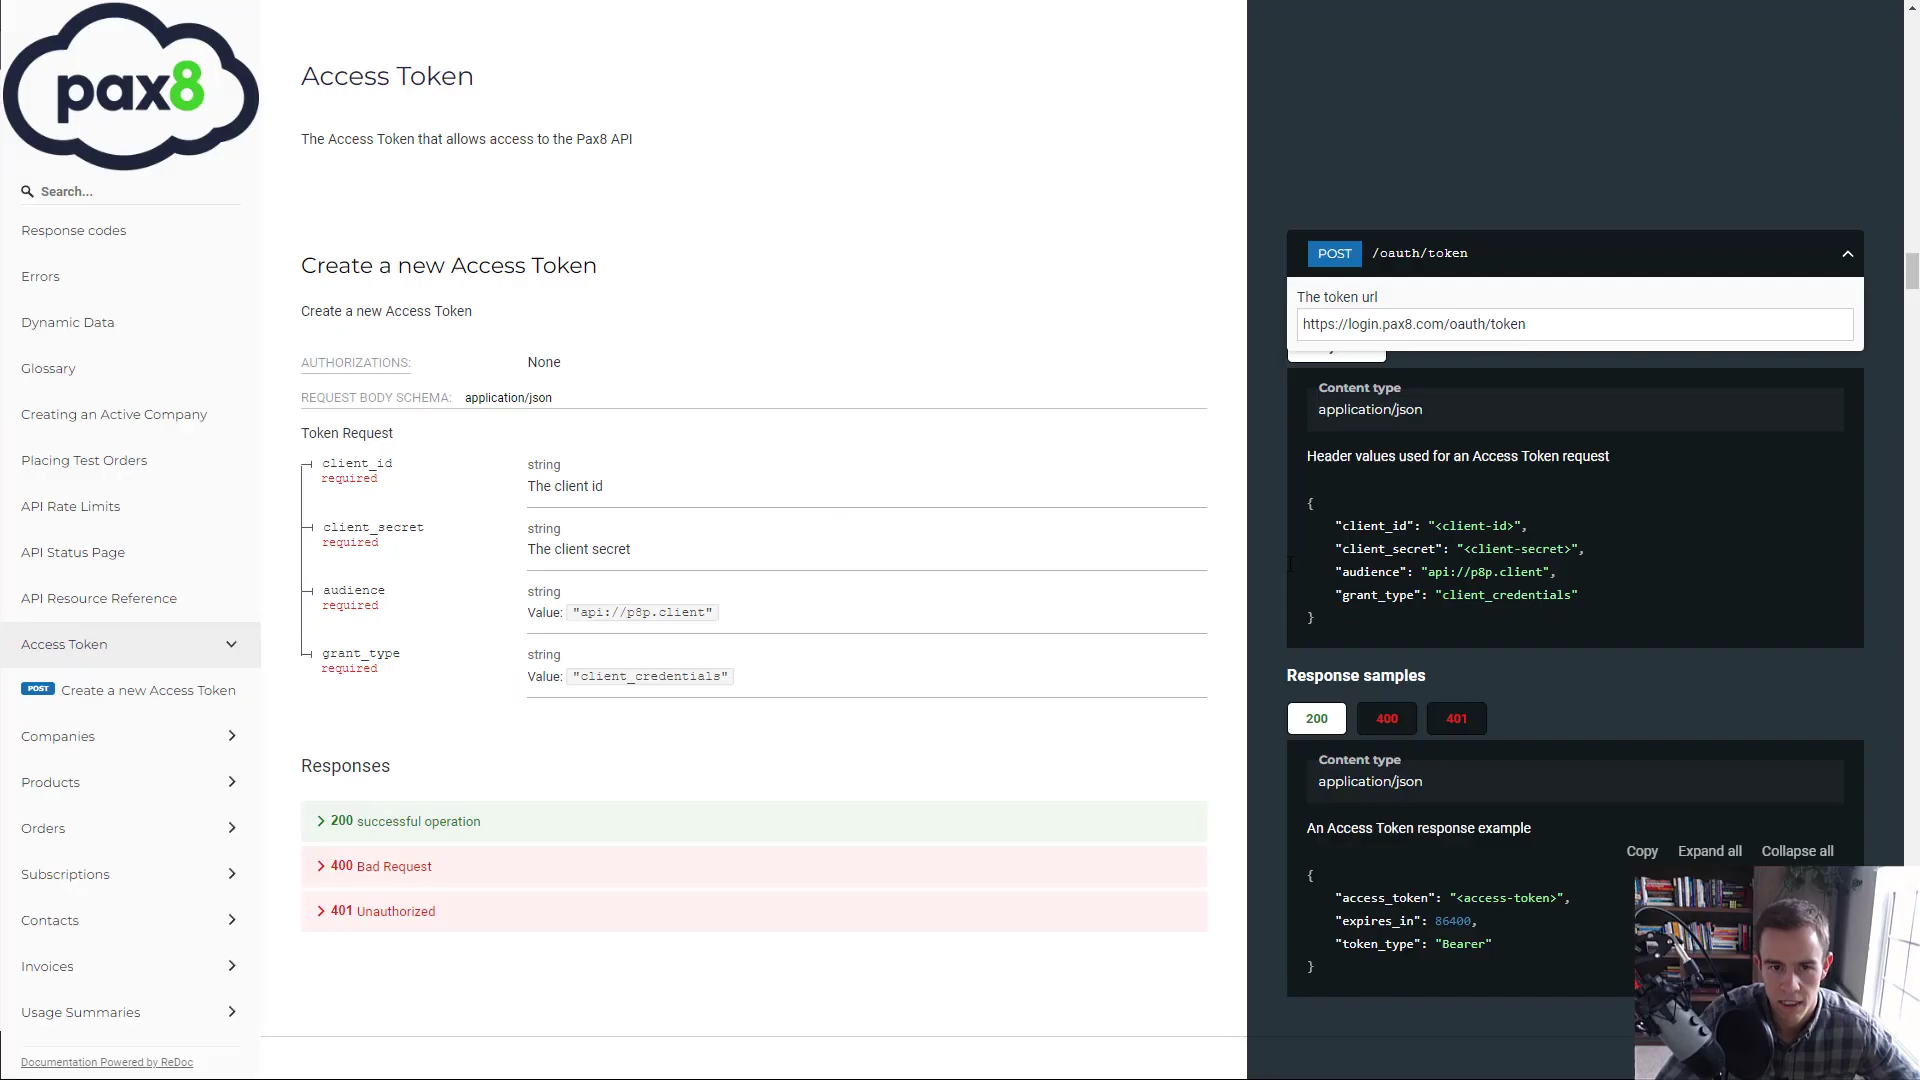 pax8
Search...
Response codes
Errors
Dynamic Data
Glossary
Creating an Active Company
Placing Test Orders
API Rate Limits
API Status Page
API Resource Reference
Access Token
POST Create a new Access Token
Companies
Products
Orders
Subscriptions
Contacts
Invoices
Usage Summaries
Documentation Powered by ReDoc
Access Token
The Access Token that allows access to the Pax8 API
Create a new Access Token
Create a new Access Token
AUTHORIZATIONS: None
REQUEST BODY SCHEMA: application/json
Token Request
client_id string
required The client id
client_secret string
required The client secret
audience string
required Value: "api://p8p.client"
grant_type string
required Value: "client_credentials"
Responses
200 successful operation
400 Bad Request
401 Unauthorized
POST /oauth/token
The token url
https://login.pax8.com/oauth/token
Content type
application/json
Header values used for an Access Token request
{
"client_id": "<client-id>",
"client_secret": "<client-secret>",
"audience": "api://p8p.client",
"grant_type": "client_credentials"
}
Response samples
200 400 401
Content type
application/json
An Access Token response example
Copy Expand all Collapse all
{
"access_token": "<access-token>",
"expires_in": 86400,
"token_type": "Bearer"
}